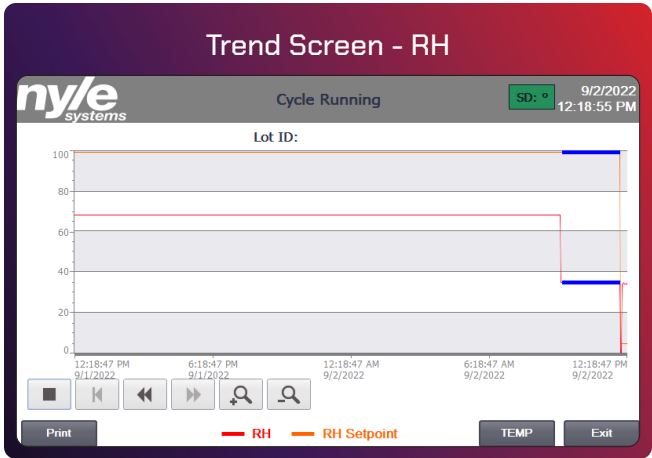 Trend Screen - RH
nyle
systems
Cycle Running
SD: °
9/2/2022
12:18:55 PM
Lot ID:
100
80
60
40
20
0
12:18:47 PM
9/1/2022
6:18:47 PM
9/1/2022
12:18:47 AM
9/2/2022
6:18:47 AM
9/2/2022
12:18:47 PM
9/2/2022
Print
RH
RH Setpoint
TEMP
Exit